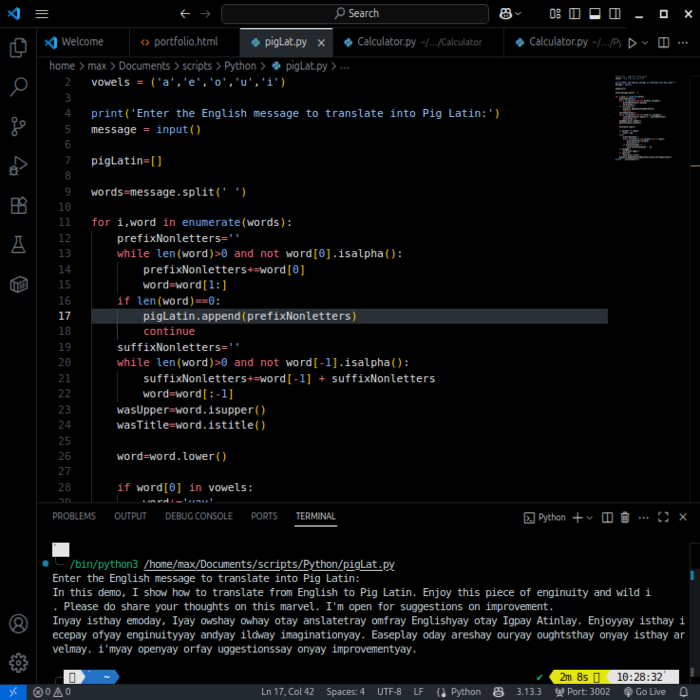 Search
Welcome
portfolio.html
pigLat.py
Calculator.py ~/.../Calculator
Calculator.py ~/.../Py
home > max > Documents > scripts > Python > pigLat.py > ...
2 vowels = ('a','e','o','u','i')
3
4 print('Enter the English message to translate into Pig Latin:')
5 message = input()
6
7 pigLatin=[]
8
9 words=message.split(' ')
10
11 for i,word in enumerate(words):
12 prefixNonletters=''
13 while len(word)>0 and not word[0].isalpha():
14 prefixNonletters+=word[0]
15 word=word[1:]
16 if len(word)==0:
17 pigLatin.append(prefixNonletters)
18 continue
19 suffixNonletters=''
20 while len(word)>0 and not word[-1].isalpha():
21 suffixNonletters+=word[-1] + suffixNonletters
22 word=word[:-1]
23 wasUpper=word.isupper()
24 wasTitle=word.istitle()
25
26 word=word.lower()
27
28 if word[0] in vowels:
29 word+='yay'
PROBLEMS OUTPUT DEBUG CONSOLE PORTS TERMINAL
Python
/bin/python3 /home/max/Documents/scripts/Python/pigLat.py
Enter the English message to translate into Pig Latin:
In this demo, I show how to translate from English to Pig Latin. Enjoy this piece of enginuity and wild i
. Please do share your thoughts on this marvel. I'm open for suggestions on improvement.
Inyay isthay emoday, Iyay owshay owhay otay anslatetray omfray Englishyay otay Igpay Atinlay. Enjoyyay isthay i
ecepay ofyay enginuityyay andyay ildway imaginationyay. Easeplay oday areshay ouryay oughtsthay onyay isthay ar
velmay. i'myay openyay orfay uggestionssay onyay improvementyay.
~
2m 8s
10:28:32
0 0
Ln 17, Col 42 Spaces: 4 UTF-8 LF Python 3.13.3 Port: 3002 Go Live